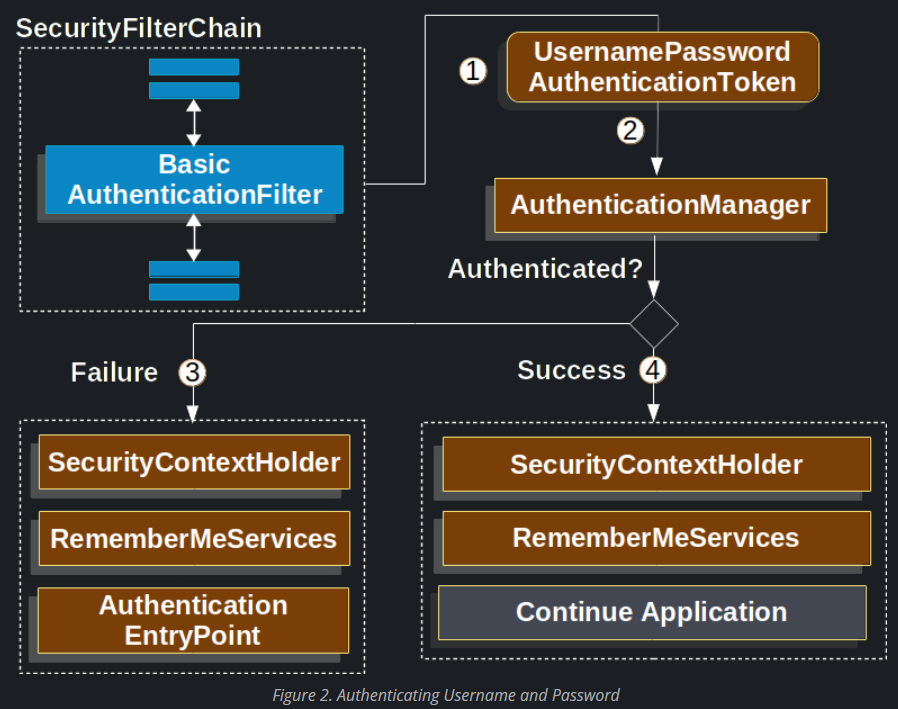 SecurityFilterChain
Basic
AuthenticationFilter
1
UsernamePassword
AuthenticationToken
2
AuthenticationManager
Authenticated?
Failure
3
Success
4
SecurityContextHolder
RememberMeServices
Authentication
EntryPoint
SecurityContextHolder
RememberMeServices
Continue Application
Figure 2. Authenticating Username and Password